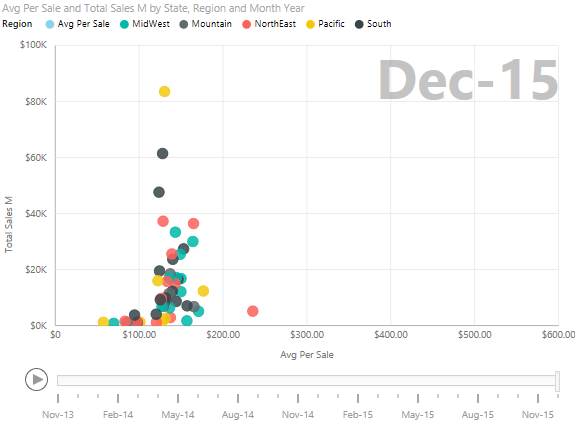 Avg Per Sale and Total Sales M by State, Region and Month Year
Region Avg Per Sale MidWest Mountain NorthEast Pacific South
Dec-15
$100K
$80K
$60K
$40K
$20K
$0K
Total Sales M
$0 $100.00 $200.00 $300.00 $400.00 $500.00 $600.00
Avg Per Sale
Nov-13 Feb-14 May-14 Aug-14 Nov-14 Feb-15 May-15 Aug-15 Nov-15